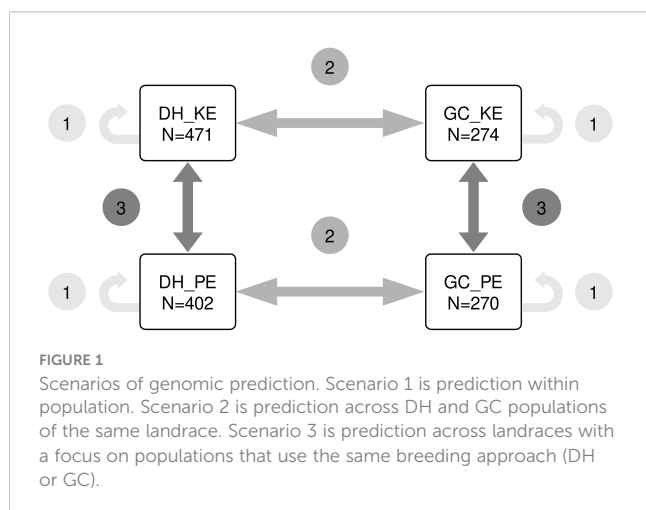 2
DH_KE
N=471
GC_KE
N=274
1
1
3
3
2
DH_PE
N=402
GC_PE
N=270
1
1
FIGURE 1
Scenarios of genomic prediction. Scenario 1 is prediction within
population. Scenario 2 is prediction across DH and GC populations
of the same landrace. Scenario 3 is prediction across landraces with
a focus on populations that use the same breeding approach (DH
or GC).